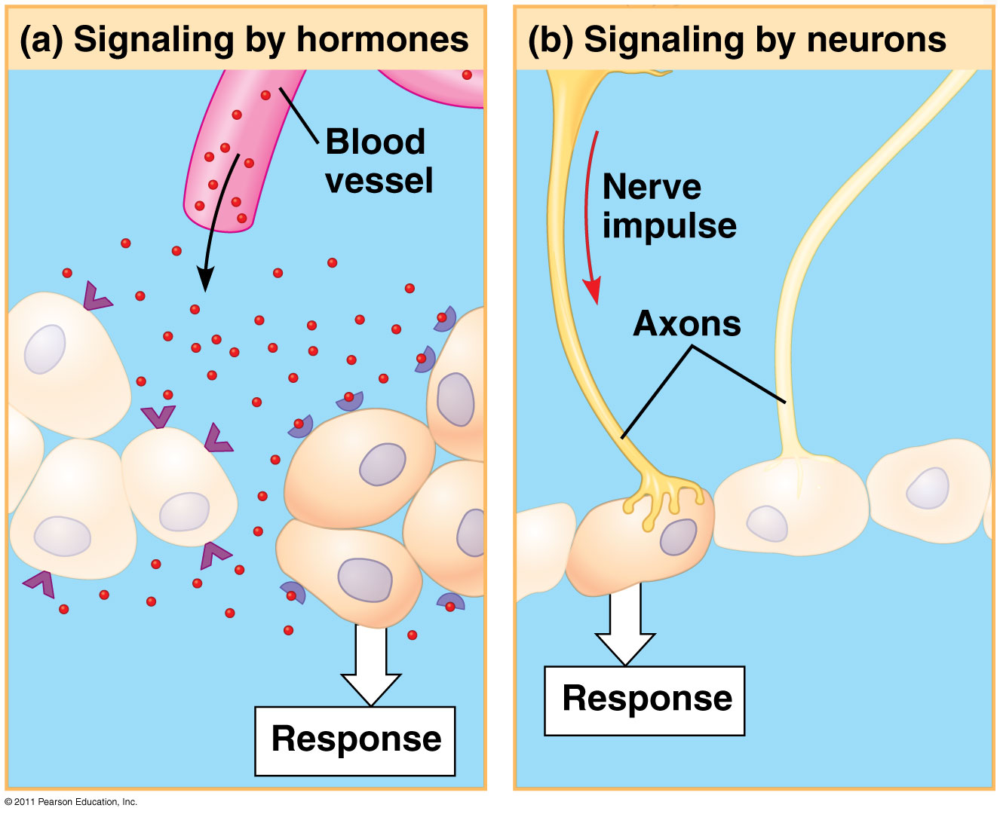 (a) Signaling by hormones
Blood
vessel
Response
(b) Signaling by neurons
Nerve
impulse
Axons
Response
© 2011 Pearson Education, Inc.